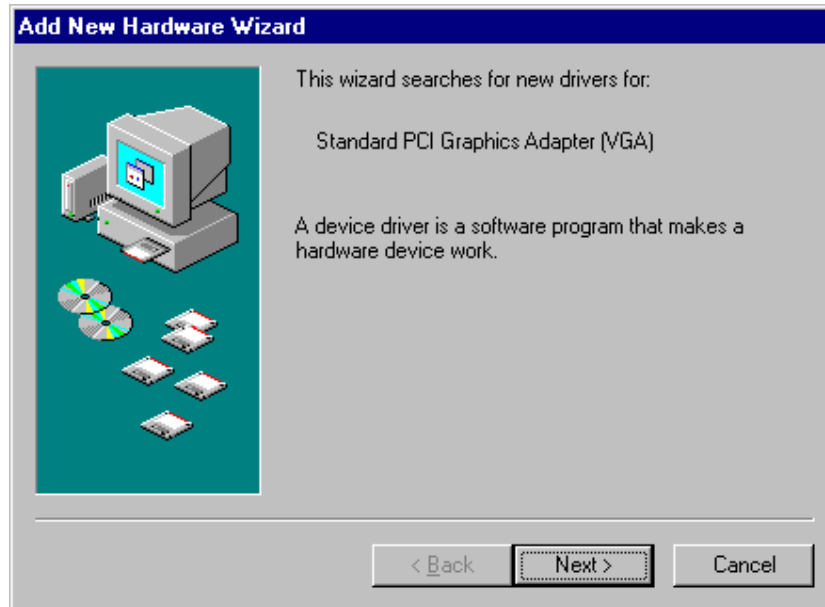 Add New Hardware Wizard
This wizard searches for new drivers for:
Standard PCI Graphics Adapter (VGA)
A device driver is a software program that makes a
hardware device work.
< Back
Next >
Cancel